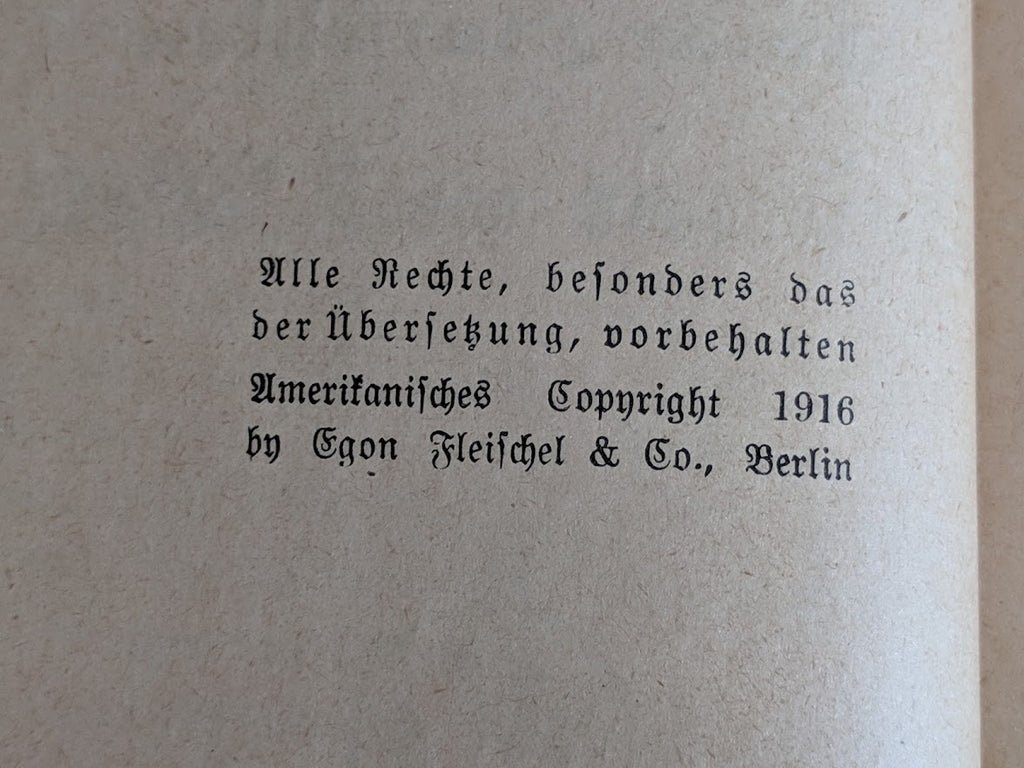 Alle Rechte, besonders das
der Übersetzung, vorbehalten
Amerikanisches Copyright 1916
by Egon Fleischel & Co., Berlin